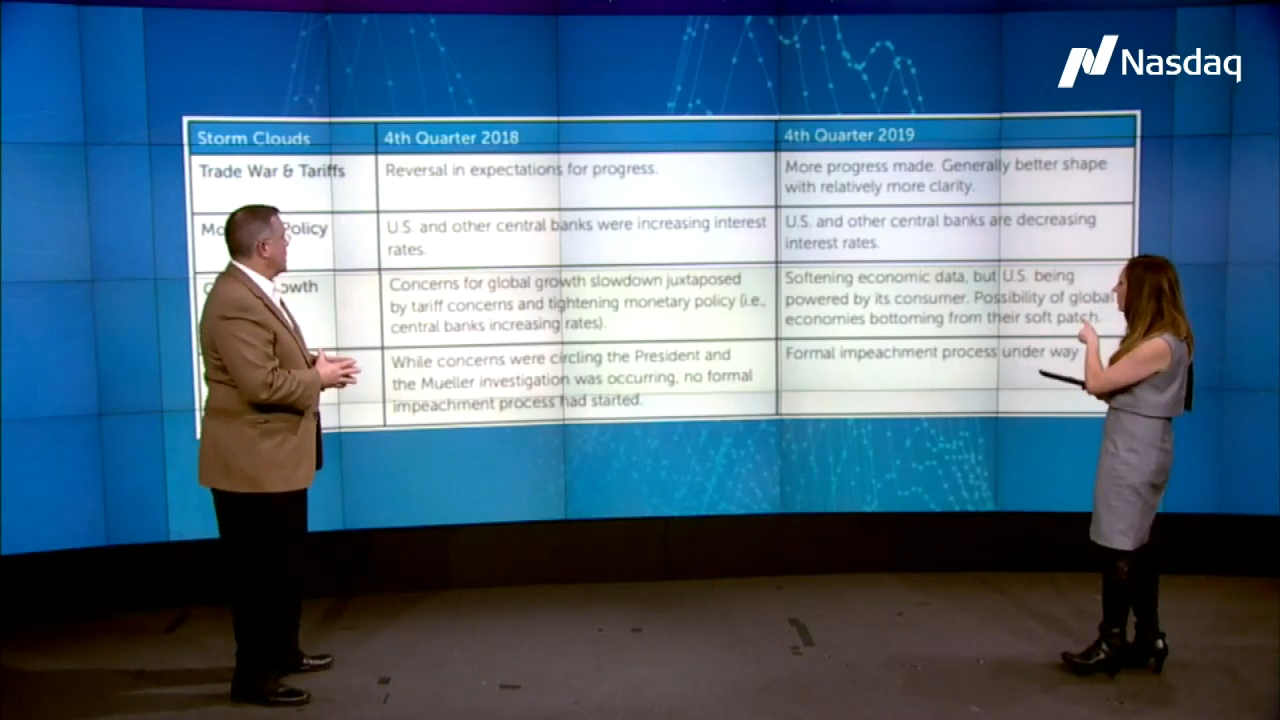 Nasdaq
Storm Clouds
4th Quarter 2018
4th Quarter 2019
Trade War & Tariffs
Reversal in expectations for progress.
More progress made. Generally better shape
with relatively more clarity.
Policy
U.S. and other central banks were increasing interest
rates.
U.S. and other central banks are decreasing
interest rates.
Concerns for global growth slowdown juxtaposed
by tariff concerns and tightening monetary policy (i.e.,
central banks increasing rates).
Softening economic data, but U.S. being
powered by its consumer. Possibility of global
economies bottoming from their soft patch.
While concerns were circling the President and
the Mueller investigation was occurring, no formal
impeachment process had started.
Formal impeachment process under way